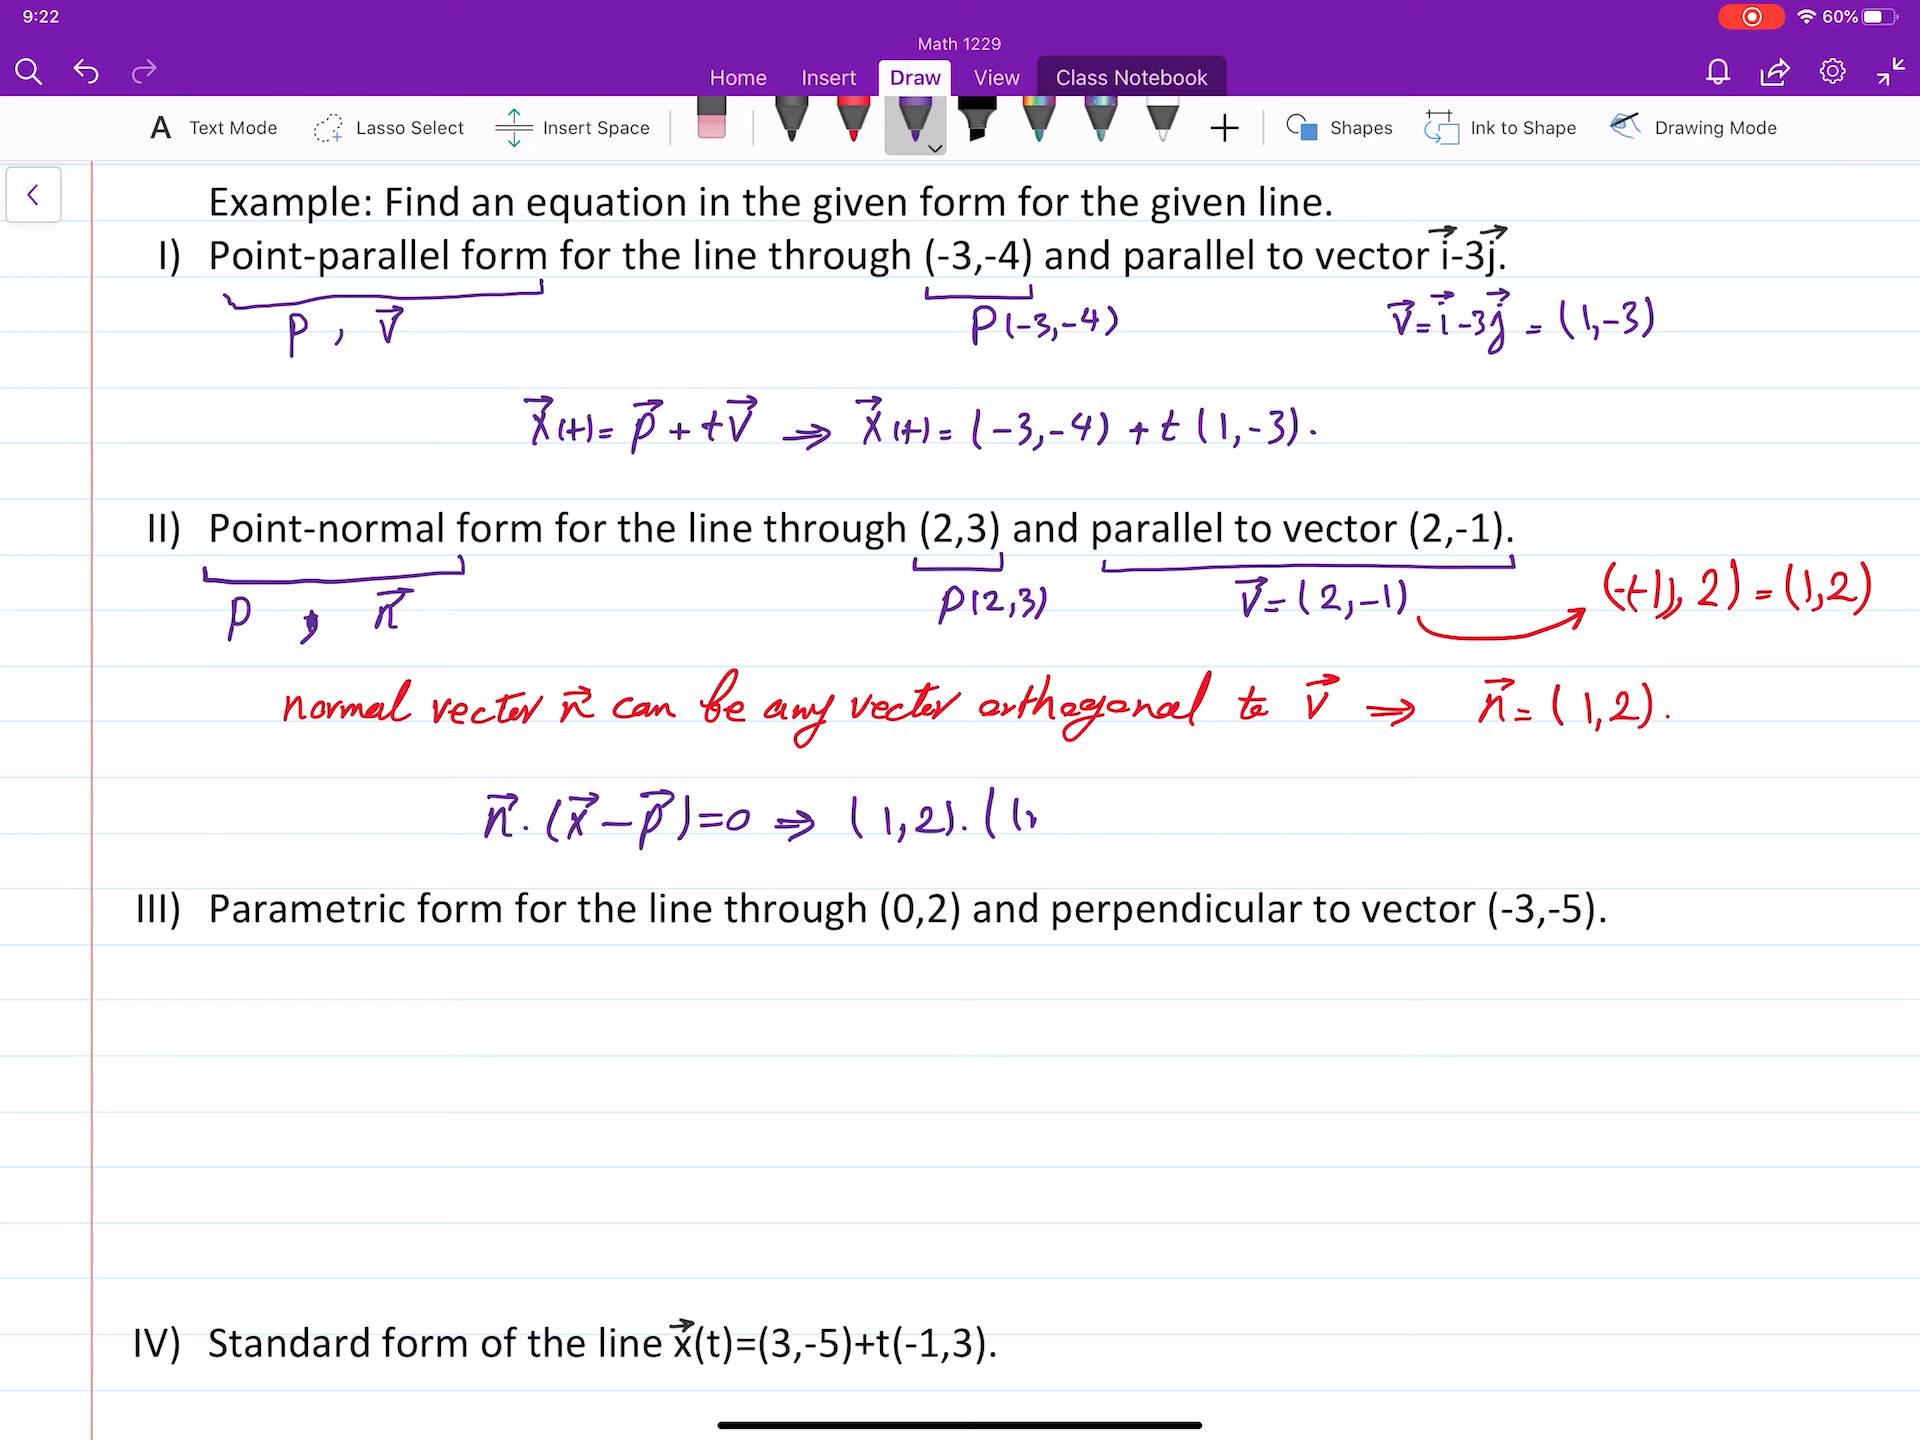 9:22
60%
Math 1229
Home Insert Draw View Class Notebook
A Text Mode Lasso Select Insert Space Shapes Ink to Shape Drawing Mode
Example: Find an equation in the given form for the given line.
I) Point-parallel form for the line through (-3,-4) and parallel to vector i⃗-3j⃗.
P , v⃗ P(-3,-4) v⃗=i⃗-3j⃗ = (1,-3)
x⃗(t)= p⃗ + tv⃗ ⇒ x⃗(t)= (-3,-4) + t (1,-3).
II) Point-normal form for the line through (2,3) and parallel to vector (2,-1).
P , n⃗ P(2,3) v⃗=(2,-1) (-(-1), 2) = (1,2)
normal vector n⃗ can be any vector orthogonal to v⃗ ⇒ n⃗= (1,2).
n⃗. (x⃗-p⃗)=0 ⇒ (1,2). (
III) Parametric form for the line through (0,2) and perpendicular to vector (-3,-5).
IV) Standard form of the line x⃗(t)=(3,-5)+t(-1,3).